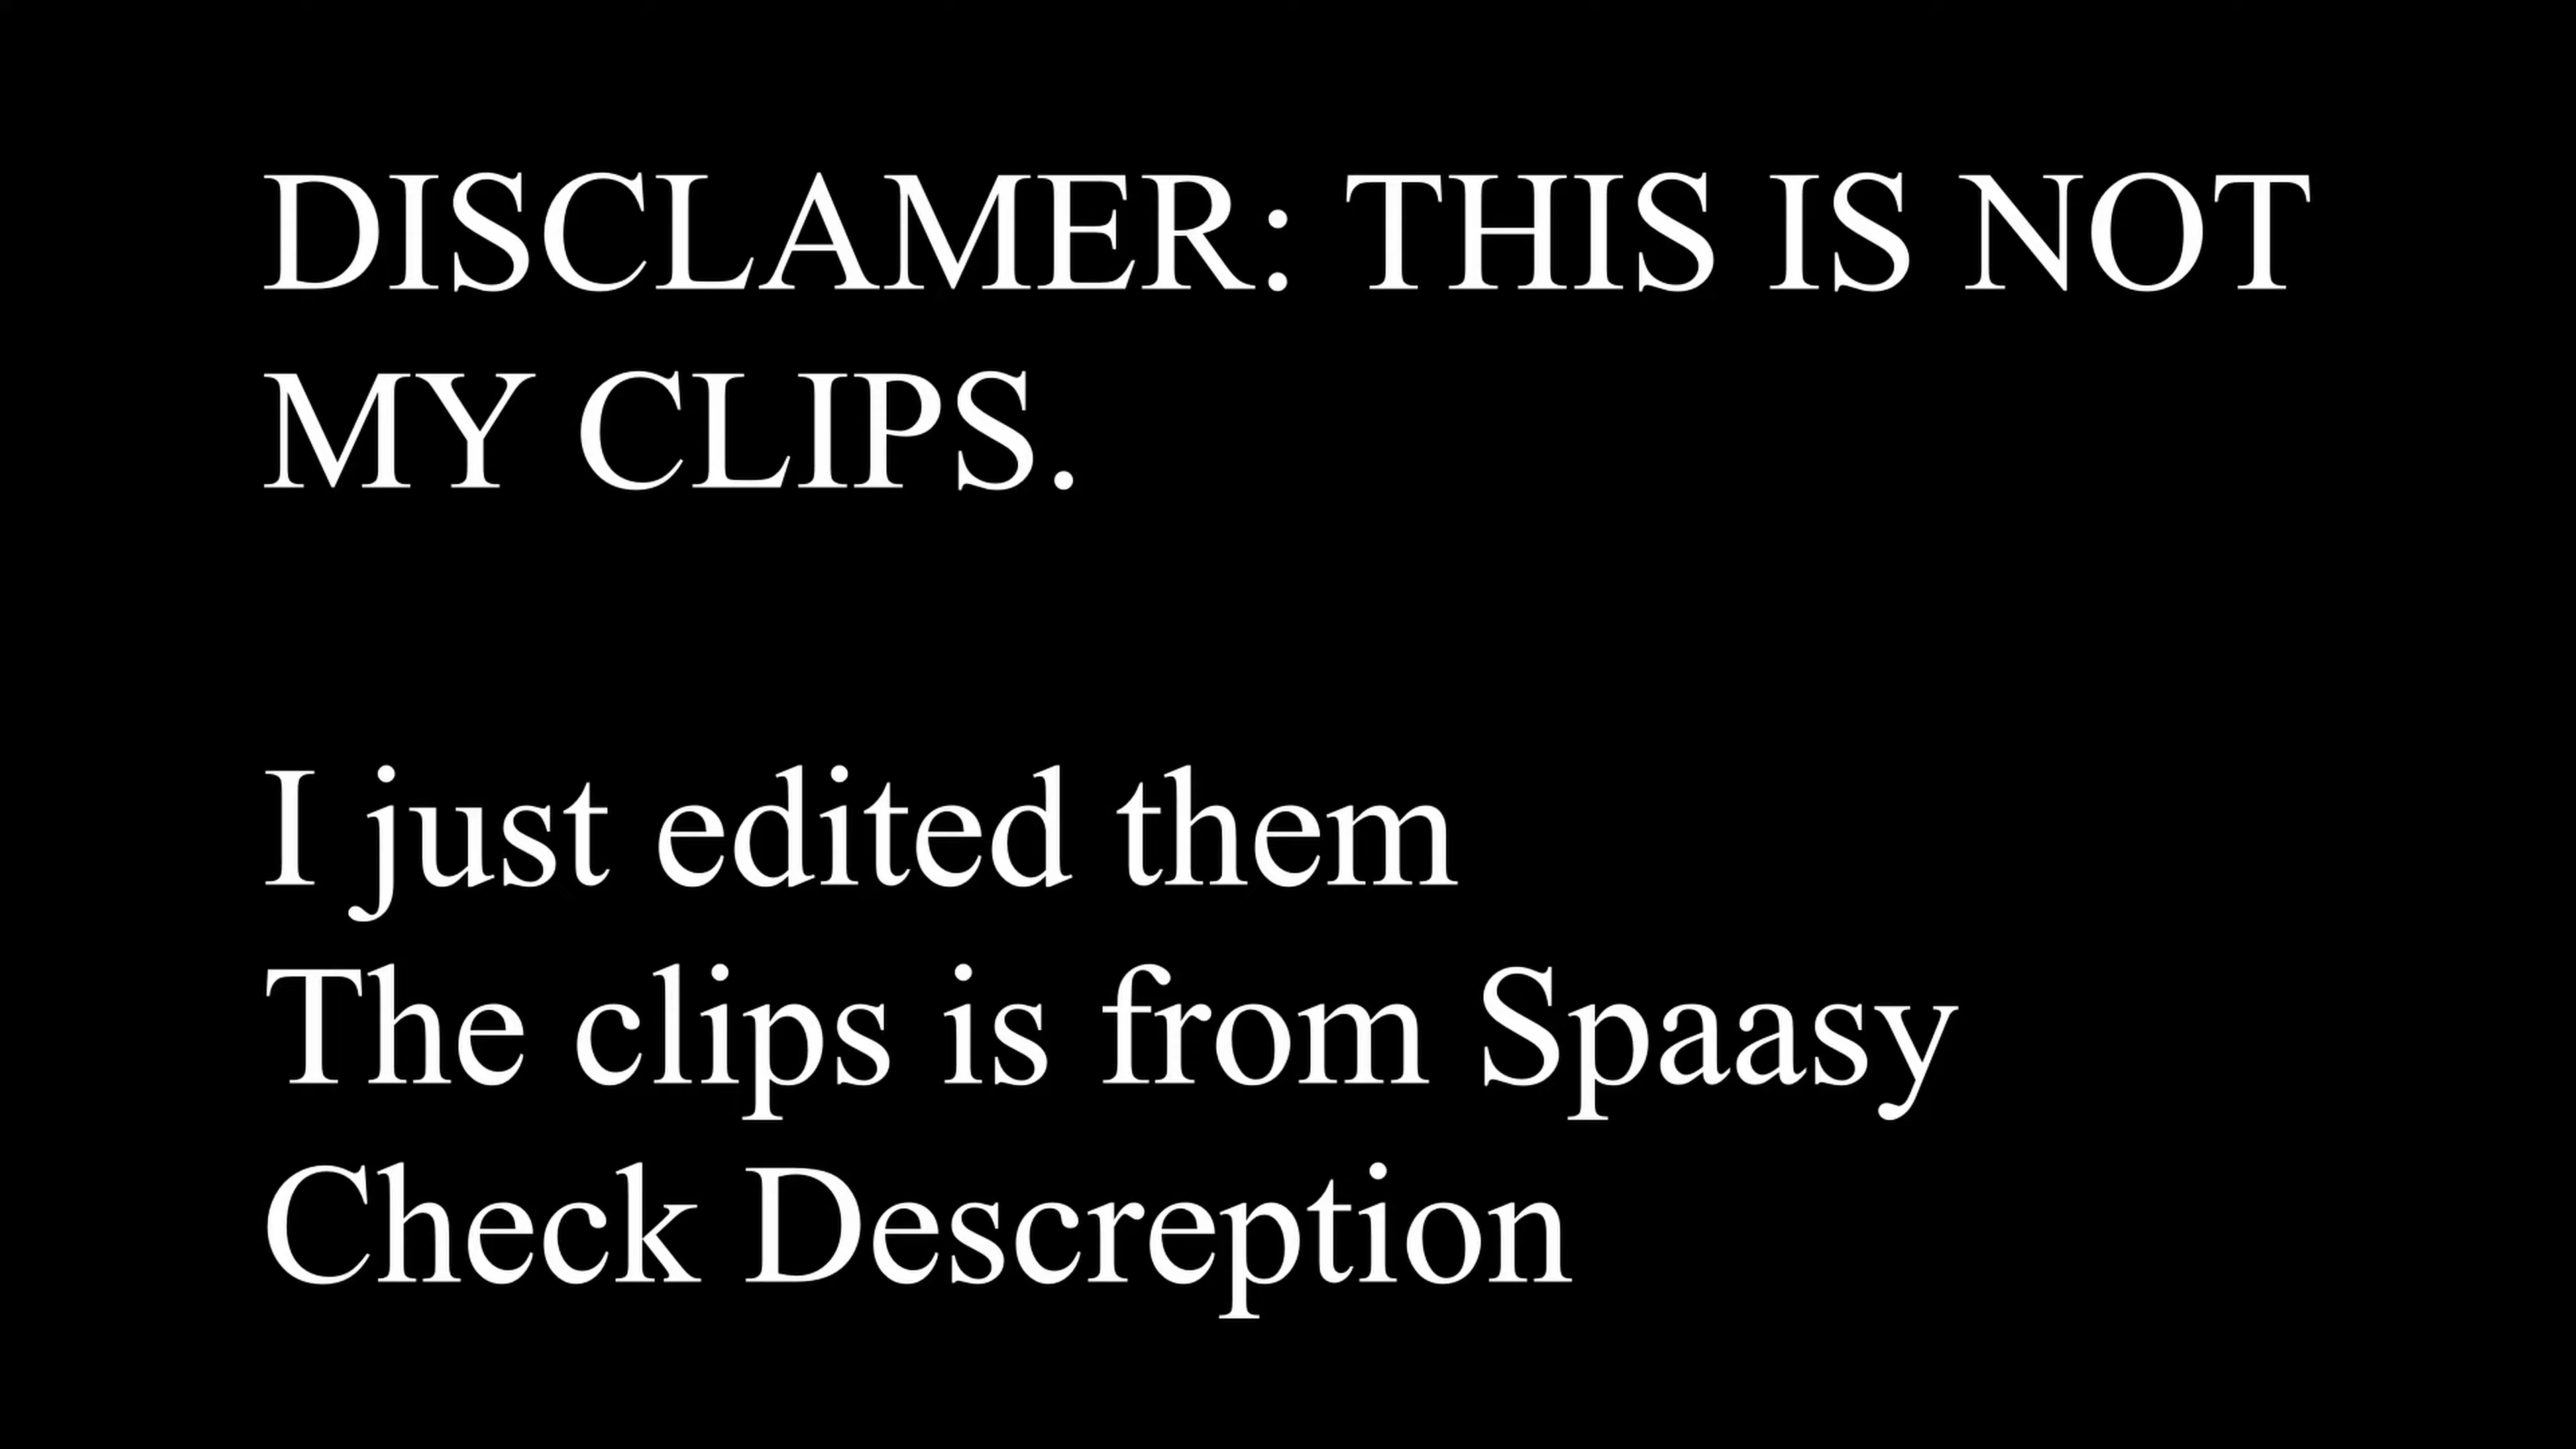 DISCLAMER: THIS IS NOT
MY CLIPS.
I just edited them
The clips is from Spaasy
Check Descreption